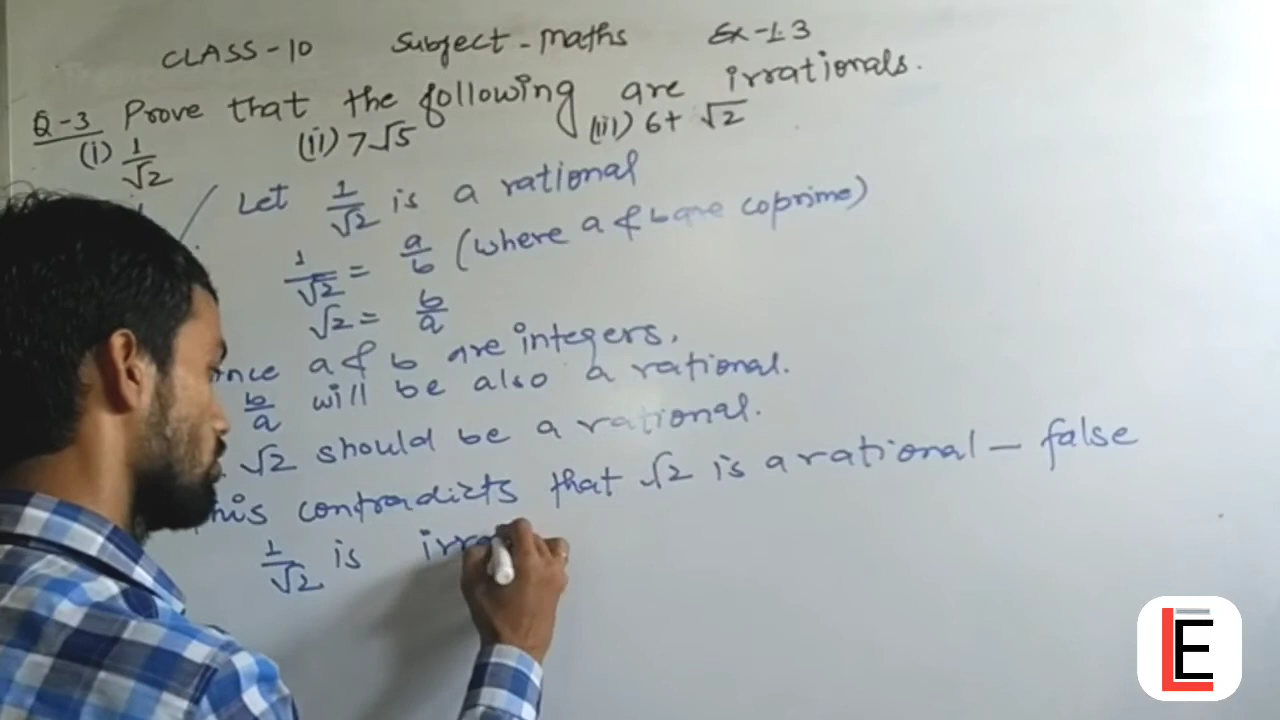 CLASS-10 Subject-Maths Ex-1.3
Q-3 Prove that the following are irrationals.
(i) 1/√2 (ii) 7√5 (iii) 6+ √2
Let 1/√2 is a rational
1/√2 = a/b (where a & b are coprime)
√2 = b/a
a & b are integers.
b/a will be also a rational.
√2 should be a rational.
This contradicts that √2 is a rational - false
1/√2 is
LE